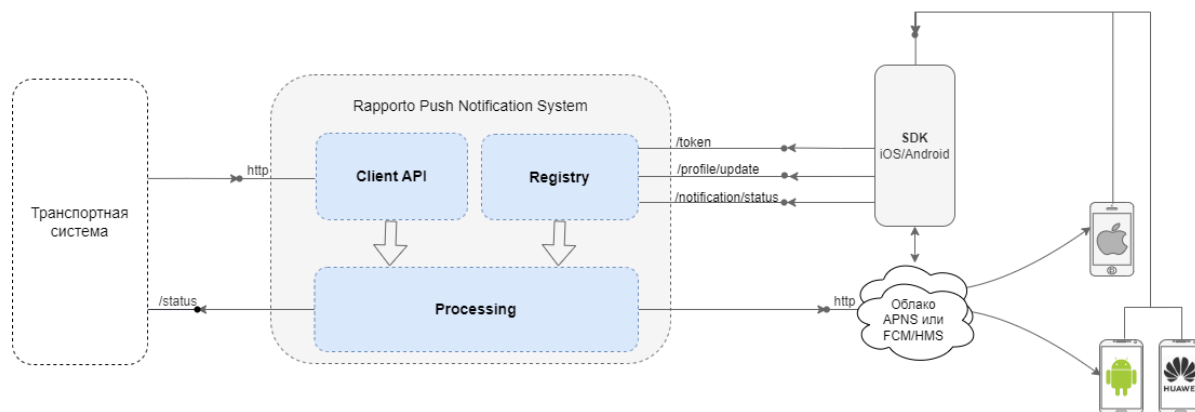 Rapporto Push Notification System
SDK
iOS/Android
/token
http
Client API
Registry
/profile/update
/notification/status
Транспортная
система
/status
Processing
http
Облако
APNS или
FCM/HMS
HUAWEI